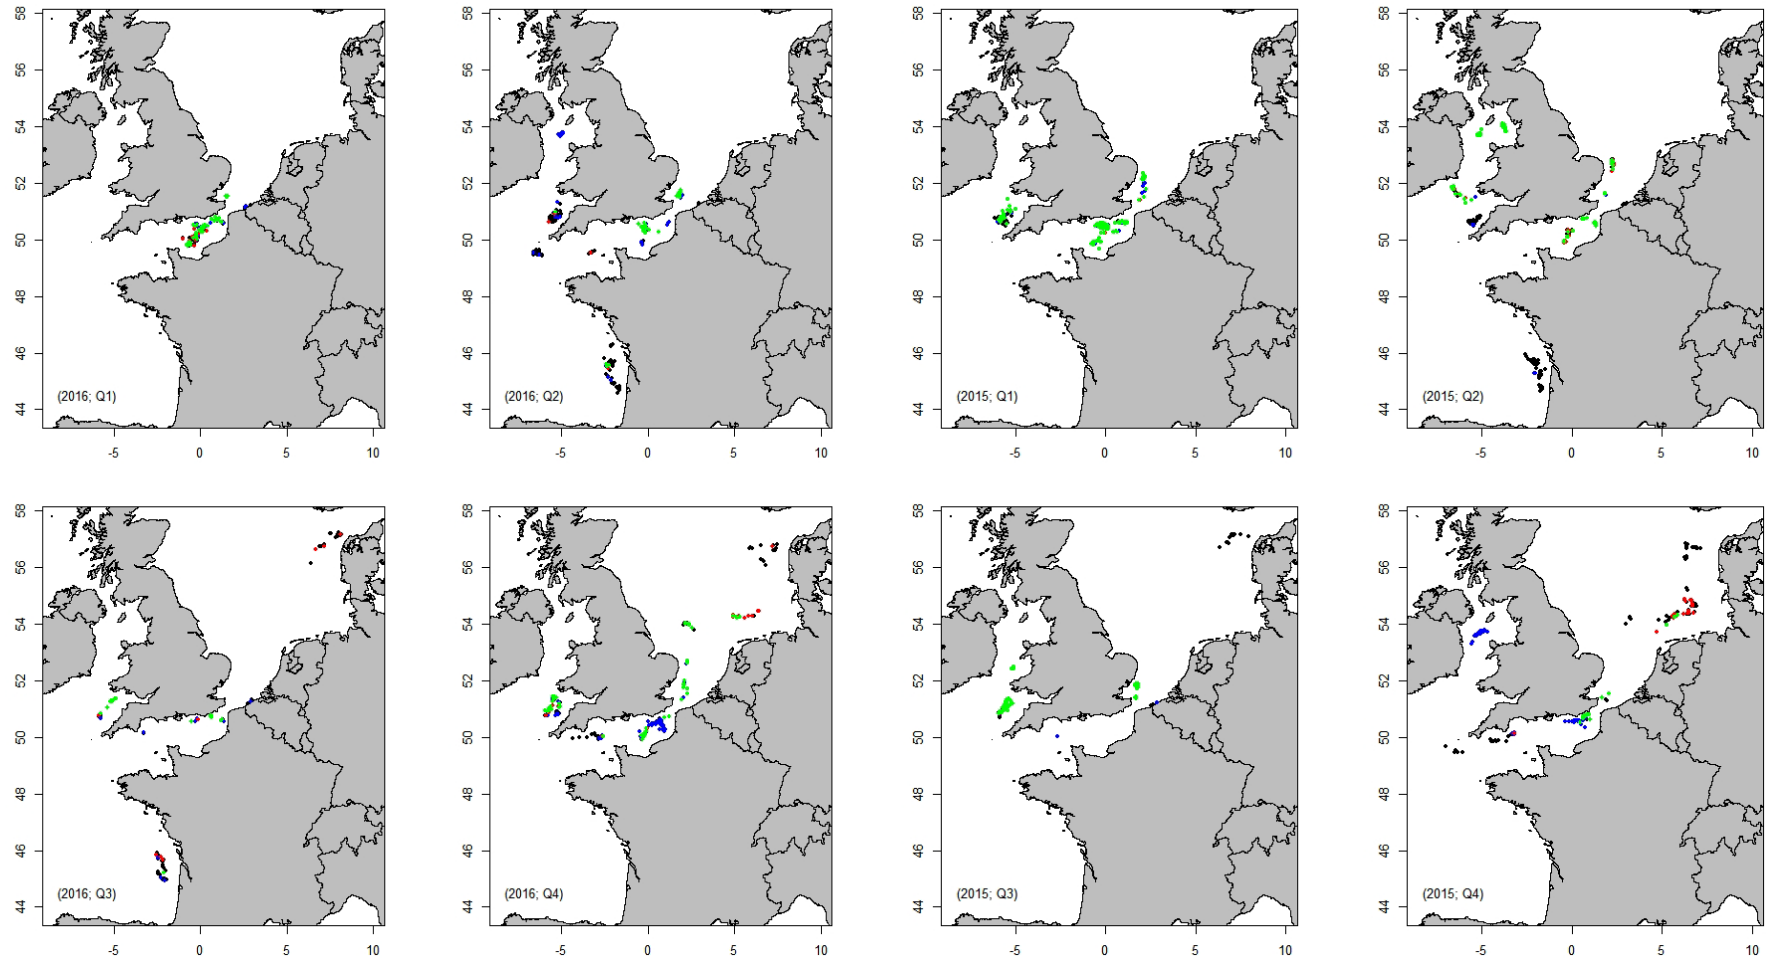 58 56 54 52 50 48 46 44 (2016; Q1) -5 0 5 10
58 56 54 52 50 48 46 44 (2016; Q2) -5 0 5 10
58 56 54 52 50 48 46 44 (2015; Q1) -5 0 5 10
58 56 54 52 50 48 46 44 (2015; Q2) -5 0 5 10
58 56 54 52 50 48 46 44 (2016; Q3) -5 0 5 10
58 56 54 52 50 48 46 44 (2016; Q4) -5 0 5 10
58 56 54 52 50 48 46 44 (2015; Q3) -5 0 5 10
58 56 54 52 50 48 46 44 (2015; Q4) -5 0 5 10